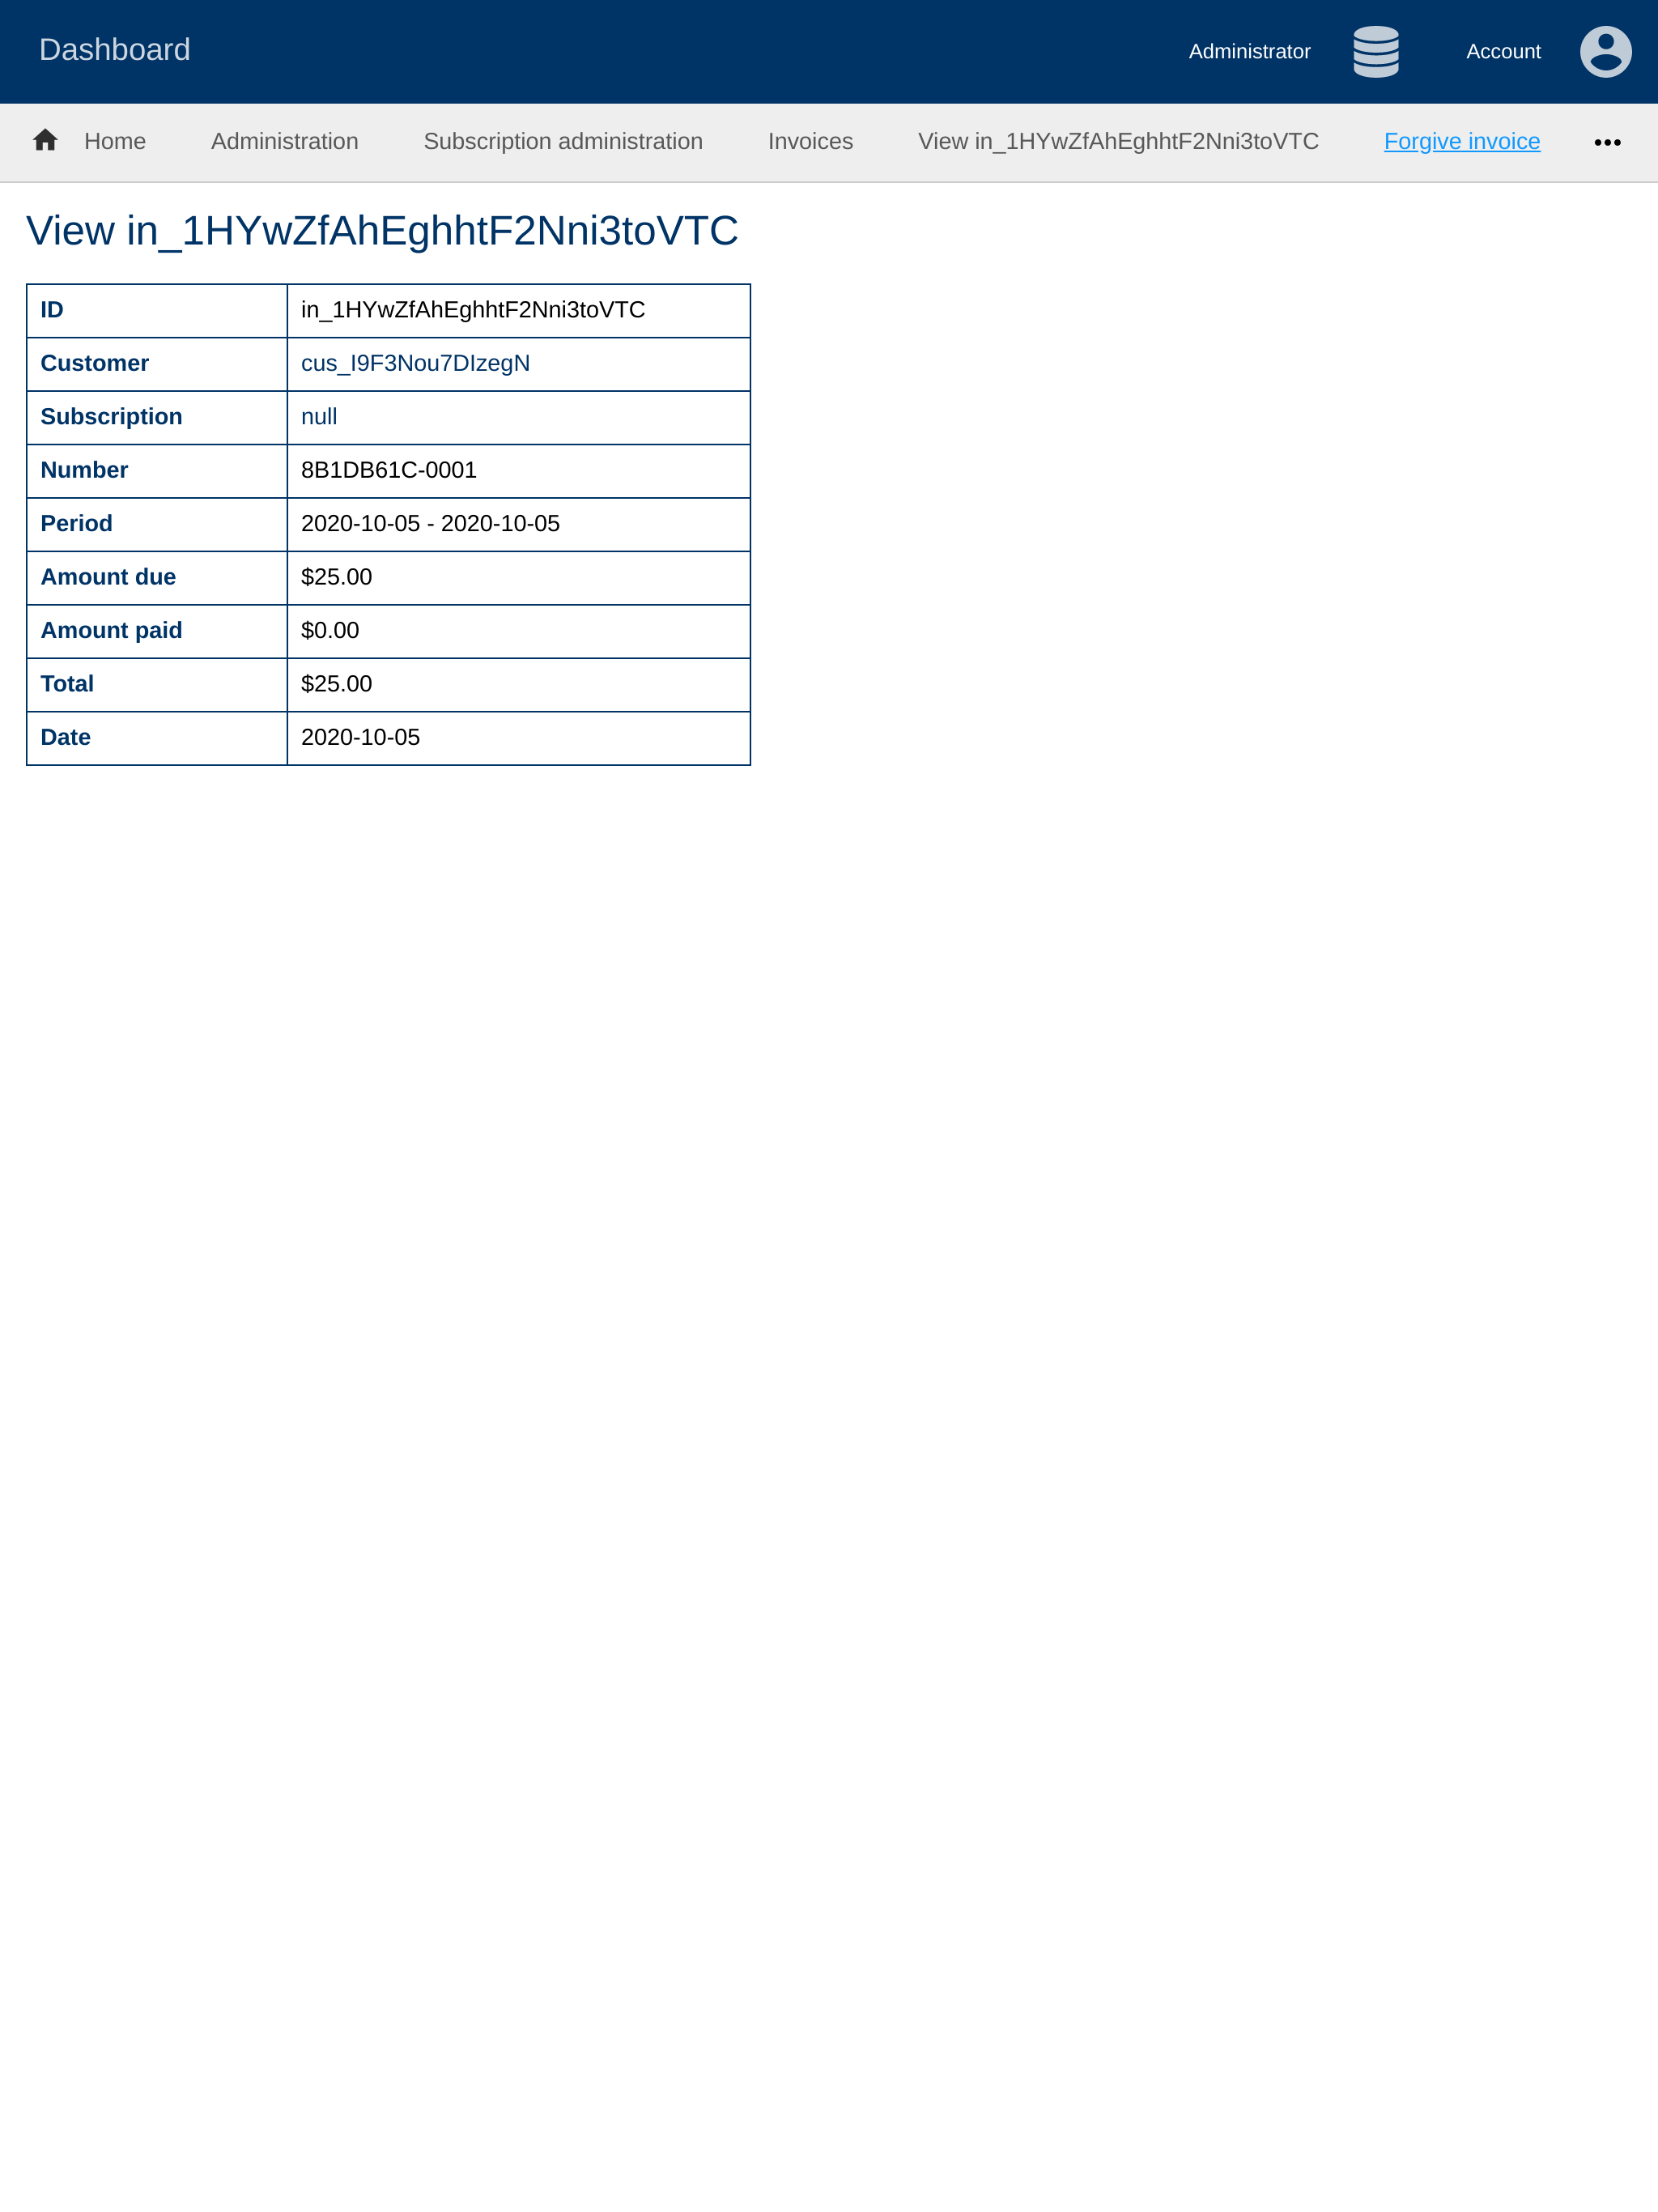 Dashboard
Administrator
Account
Home
Administration
Subscription administration
Invoices
View in_1HYwZfAhEghhtF2Nni3toVTC
Forgive invoice
View in_1HYwZfAhEghhtF2Nni3toVTC
ID in_1HYwZfAhEghhtF2Nni3toVTC
Customer cus_I9F3Nou7DIzegN
Subscription null
Number 8B1DB61C-0001
Period 2020-10-05 - 2020-10-05
Amount due $25.00
Amount paid $0.00
Total $25.00
Date 2020-10-05